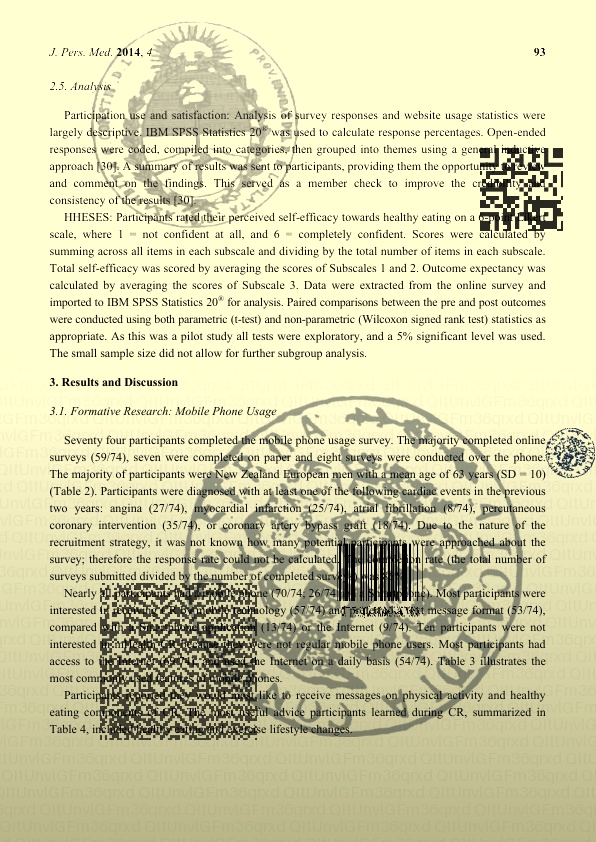 J. Pers. Med. 2014, 4 93
2.5. Analysis
Participation use and satisfaction: Analysis of survey responses and website usage statistics were
largely descriptive. IBM SPSS Statistics 20® was used to calculate response percentages. Open-ended
responses were coded, compiled into categories, then grouped into themes using a general inductive
approach [30]. A summary of results was sent to participants, providing them the opportunity to review
and comment on the findings. This served as a member check to improve the credibility and
consistency of the results [30].
HHESES: Participants rated their perceived self-efficacy towards healthy eating on a 6-point Likert
scale, where 1 = not confident at all, and 6 = completely confident. Scores were calculated by
summing across all items in each subscale and dividing by the total number of items in each subscale.
Total self-efficacy was scored by averaging the scores of Subscales 1 and 2. Outcome expectancy was
calculated by averaging the scores of Subscale 3. Data were extracted from the online survey and
imported to IBM SPSS Statistics 20® for analysis. Paired comparisons between the pre and post outcomes
were conducted using both parametric (t-test) and non-parametric (Wilcoxon signed rank test) statistics as
appropriate. As this was a pilot study all tests were exploratory, and a 5% significant level was used.
The small sample size did not allow for further subgroup analysis.
3. Results and Discussion
3.1. Formative Research: Mobile Phone Usage
Seventy four participants completed the mobile phone usage survey. The majority completed online
surveys (59/74), seven were completed on paper and eight surveys were conducted over the phone.
The majority of participants were New Zealand European men with a mean age of 63 years (SD = 10)
(Table 2). Participants were diagnosed with at least one of the following cardiac events in the previous
two years: angina (27/74), myocardial infarction (25/74), atrial fibrillation (8/74), percutaneous
coronary intervention (35/74), or coronary artery bypass graft (18/74). Due to the nature of the
recruitment strategy, it was not known how many potential participants were approached about the
survey; therefore the response rate could not be calculated. The completion rate (the total number of
surveys submitted divided by the number of completed surveys) was
Nearly all participants had a mobile phone (70/74; 26/74 Most participants were
interested in receiving CR by mobile technology (57/74) and text message format (53/74),
compared with a smartphone application (13/74) or the Internet (9/74). Ten participants were not
interested in because they were not regular mobile phone users. Most participants had
access to the Internet and used the Internet on a daily basis (54/74). Table 3 illustrates the
most commonly used features of mobile phones.
Participants reported they would most like to receive messages on physical activity and healthy
eating components of CR. The most useful advice participants learned during CR, summarized in
Table 4, included healthy eating and exercise lifestyle changes.